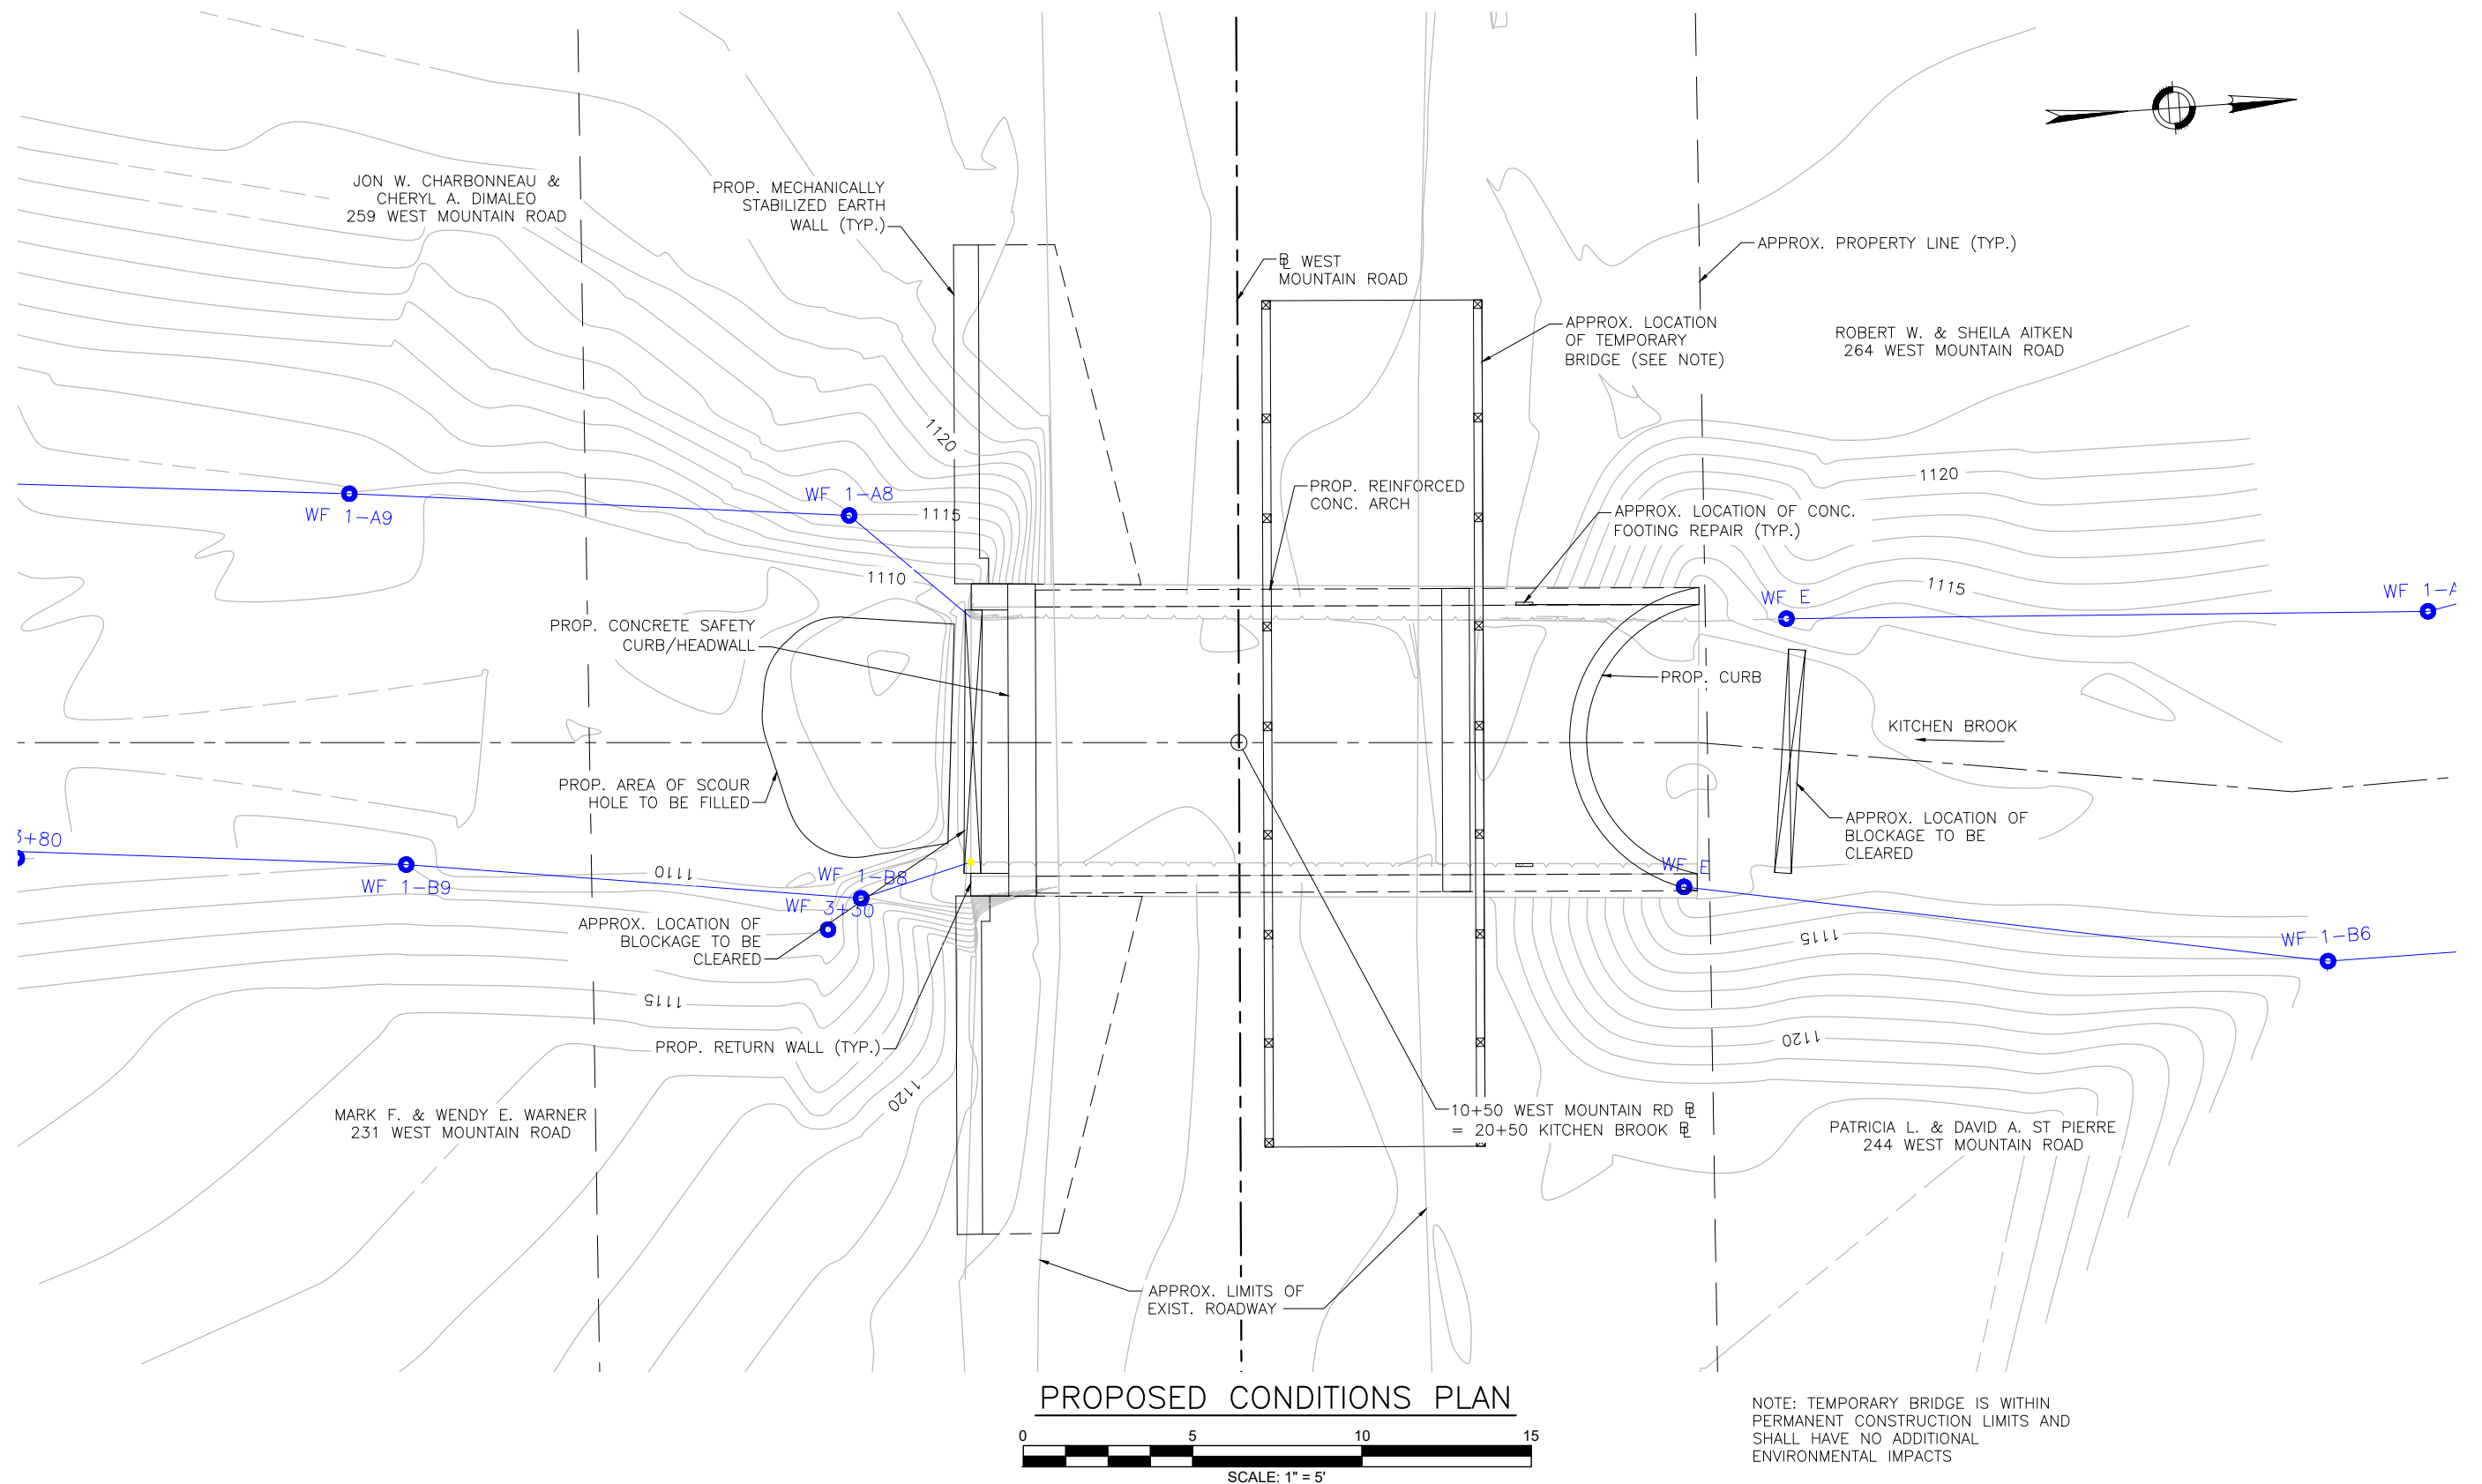 JON W. CHARBONNEAU &
CHERYL A. DIMALEO
259 WEST MOUNTAIN ROAD
PROP. MECHANICALLY
STABILIZED EARTH
WALL (TYP.)
℄ WEST
MOUNTAIN ROAD
APPROX. PROPERTY LINE (TYP.)
APPROX. LOCATION
OF TEMPORARY
BRIDGE (SEE NOTE)
ROBERT W. & SHEILA AITKEN
264 WEST MOUNTAIN ROAD
1120
1120
WF 1-A9
WF 1-A8
1115
PROP. REINFORCED
CONC. ARCH
APPROX. LOCATION OF CONC.
FOOTING REPAIR (TYP.)
1110
1115
WF E
WF 1-A
PROP. CONCRETE SAFETY
CURB/HEADWALL
PROP. CURB
KITCHEN BROOK
PROP. AREA OF SCOUR
HOLE TO BE FILLED
APPROX. LOCATION OF
BLOCKAGE TO BE
CLEARED
3+80
1110
WF 1-B9
WF 1-B8
WF E
WF 3+50
APPROX. LOCATION OF
BLOCKAGE TO BE
CLEARED
1115
WF 1-B6
1115
PROP. RETURN WALL (TYP.)
1120
1120
MARK F. & WENDY E. WARNER
231 WEST MOUNTAIN ROAD
10+50 WEST MOUNTAIN RD ℄
= 20+50 KITCHEN BROOK ℄
PATRICIA L. & DAVID A. ST PIERRE
244 WEST MOUNTAIN ROAD
APPROX. LIMITS OF
EXIST. ROADWAY
PROPOSED CONDITIONS PLAN
0 5 10 15
SCALE: 1" = 5'
NOTE: TEMPORARY BRIDGE IS WITHIN
PERMANENT CONSTRUCTION LIMITS AND
SHALL HAVE NO ADDITIONAL
ENVIRONMENTAL IMPACTS